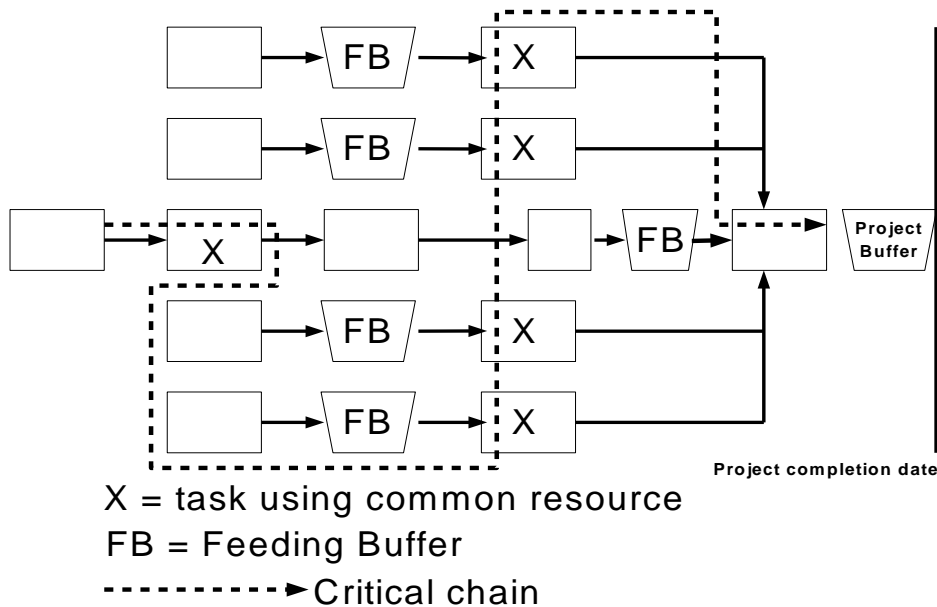 FB X
FB X
X FB Project
Buffer
FB X
FB X
Project completion date
X = task using common resource
FB = Feeding Buffer
Critical chain